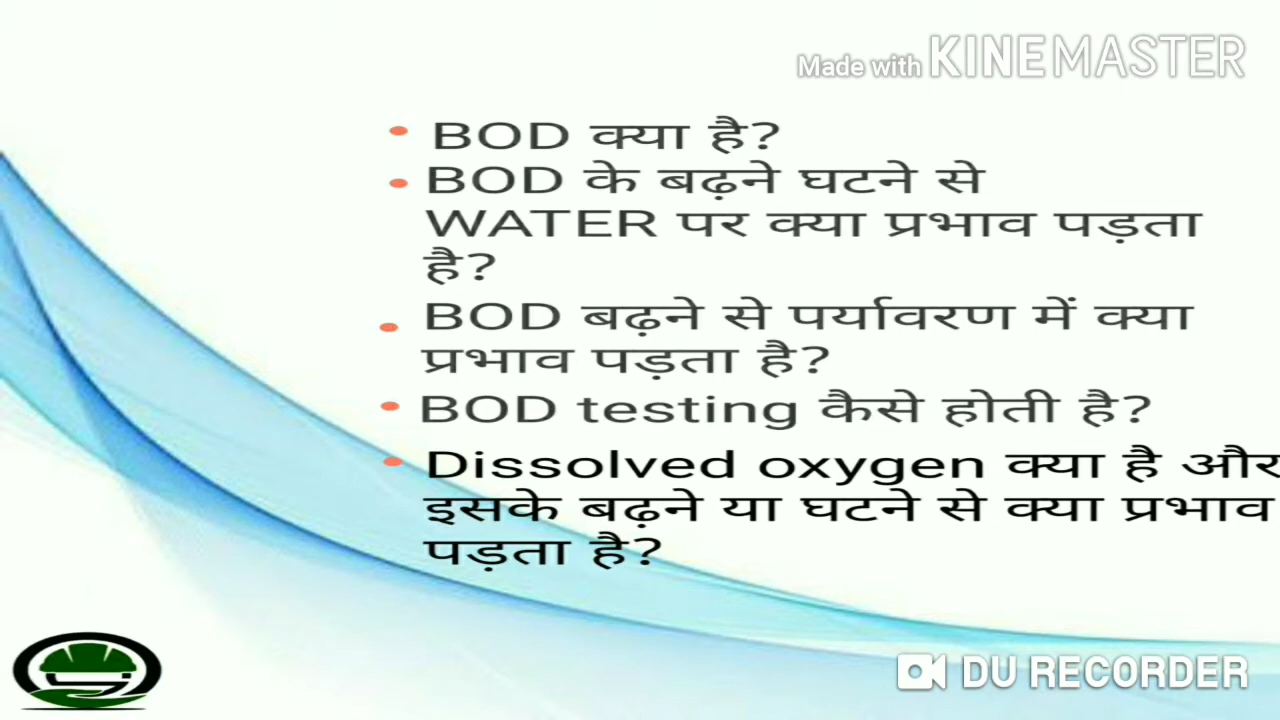 Made with KINEMASTER
• BOD क्या है?
• BOD के बढ़ने घटने से
WATER पर क्या प्रभाव पड़ता
है?
• BOD बढ़ने से पर्यावरण में क्या
प्रभाव पड़ता है?
• BOD testing कैसे होती है?
• Dissolved oxygen क्या है और
इसके बढ़ने या घटने से क्या प्रभाव
पड़ता है?
DU RECORDER